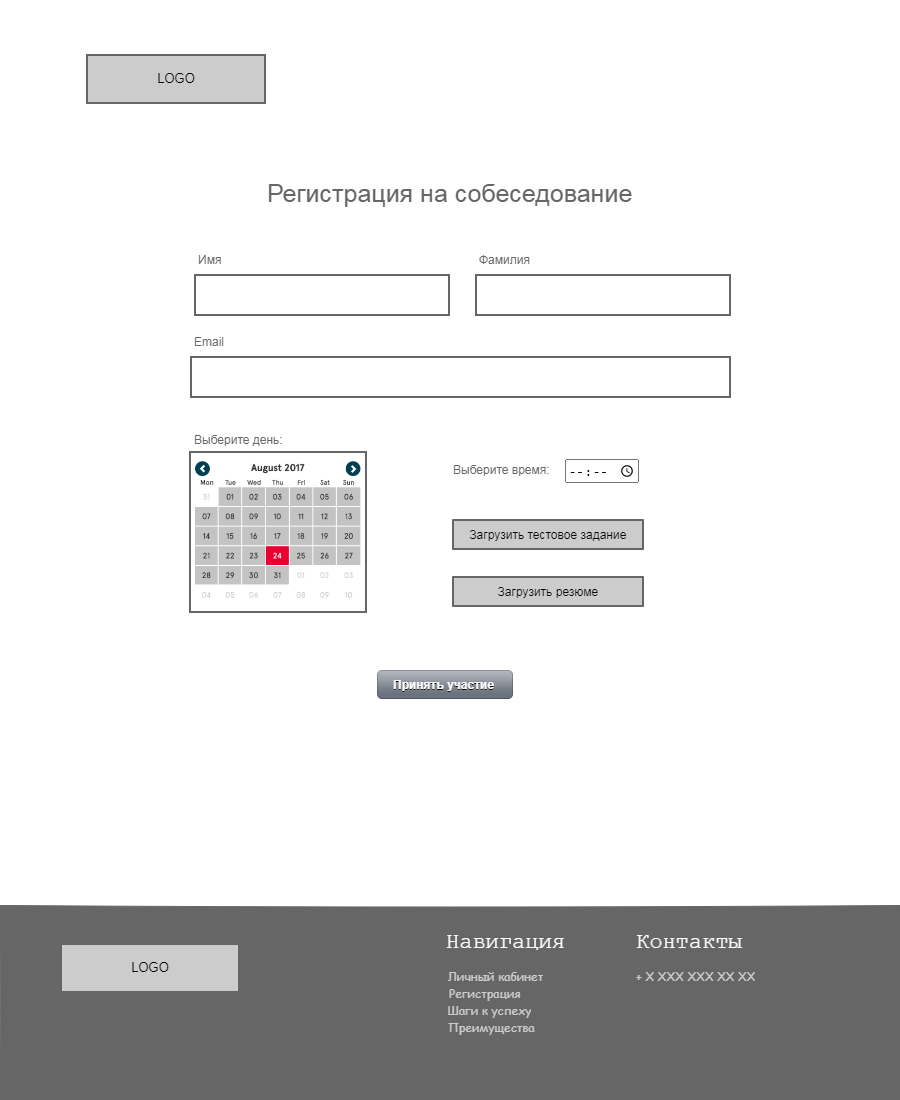 LOGO
Регистрация на собеседование
Имя Фамилия
Email
Выберите день:
August 2017
Mon Tue Wed Thu Fri Sat Sun
31 01 02 03 04 05 06
07 08 09 10 11 12 13
14 15 16 17 18 19 20
21 22 23 24 25 26 27
28 29 30 31 01 02 03
04 05 06 07 08 09 10
Выберите время: --:--
Загрузить тестовое задание
Загрузить резюме
Принять участие
LOGO
Навигация
Личный кабинет
Регистрация
Шаги к успеху
Преимущества
Контакты
+ X XXX XXX XX XX